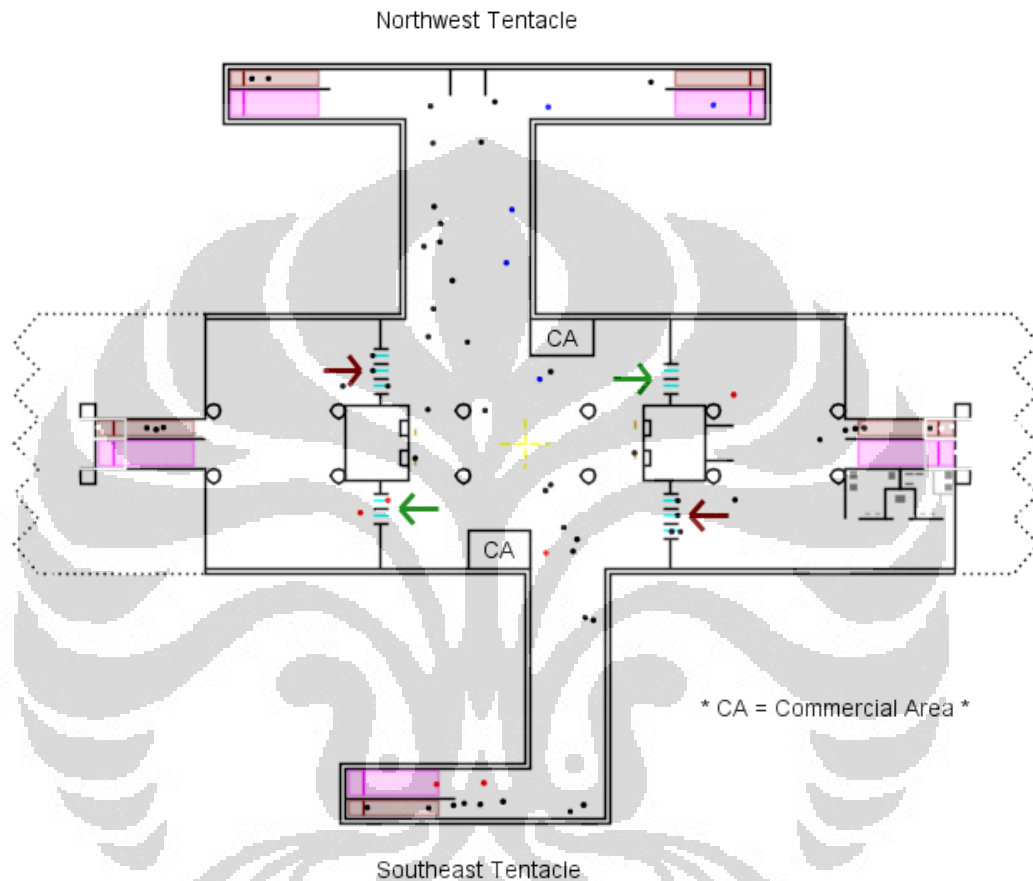 Northwest Tentacle
CA
CA
* CA = Commercial Area *
Southeast Tentacle